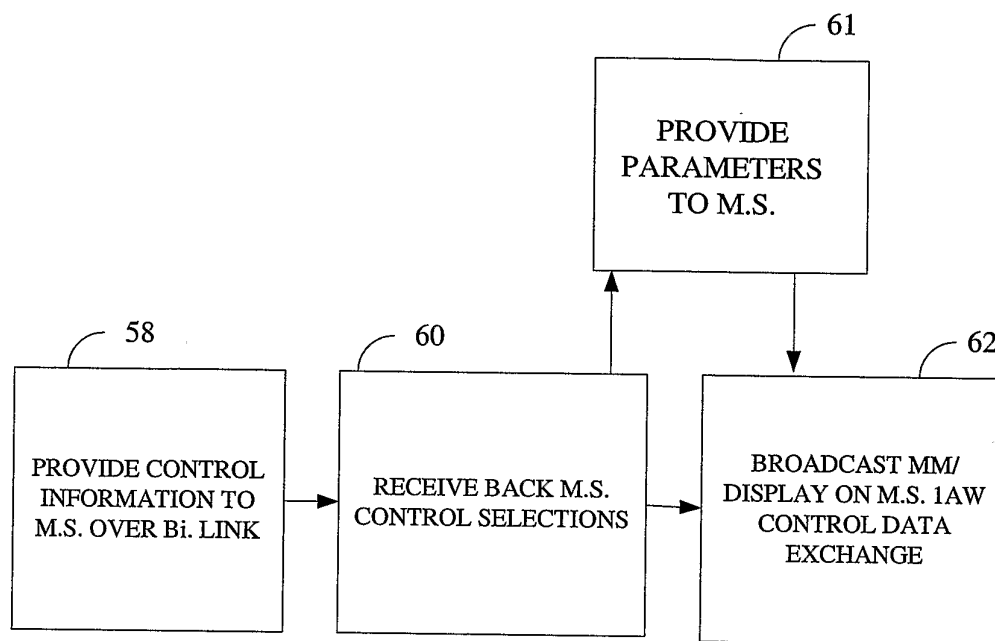 61
PROVIDE
PARAMETERS
TO M.S.
58
PROVIDE CONTROL
INFORMATION TO
M.S. OVER Bi. LINK
60
RECEIVE BACK M.S.
CONTROL SELECTIONS
62
BROADCAST MM/
DISPLAY ON M.S. 1AW
CONTROL DATA
EXCHANGE